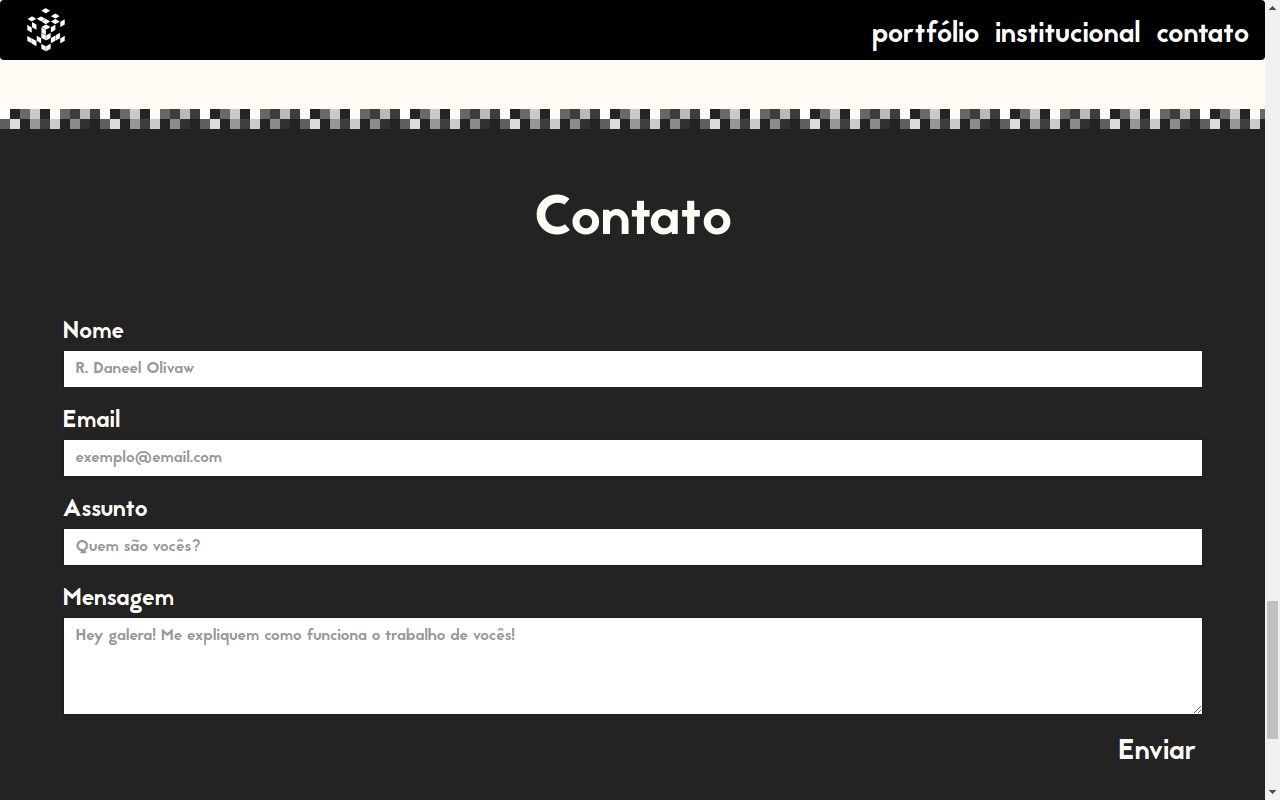 portfólio institucional contato
Contato
Nome
R. Daneel Olivaw
Email
exemplo@email.com
Assunto
Quem são vocês?
Mensagem
Hey galera! Me expliquem como funciona o trabalho de vocês!
Enviar